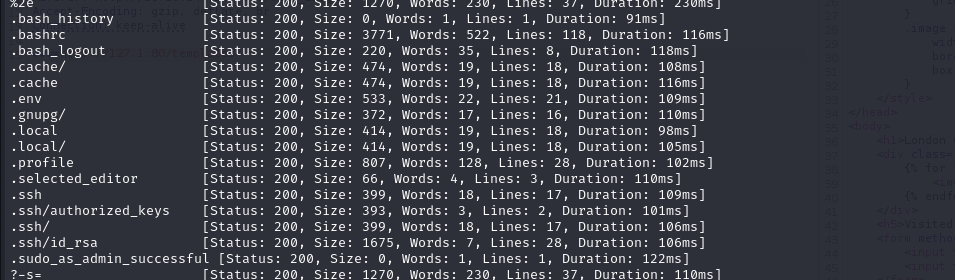 %2e [Status: 200, Size: 1270, Words: 230, Lines: 37, Duration: 230ms]
.bash_history [Status: 200, Size: 0, Words: 1, Lines: 1, Duration: 91ms]
.bashrc [Status: 200, Size: 3771, Words: 522, Lines: 118, Duration: 116ms]
.bash_logout [Status: 200, Size: 220, Words: 35, Lines: 8, Duration: 118ms]
.cache/ [Status: 200, Size: 474, Words: 19, Lines: 18, Duration: 108ms]
.cache [Status: 200, Size: 474, Words: 19, Lines: 18, Duration: 116ms]
.env [Status: 200, Size: 533, Words: 22, Lines: 21, Duration: 109ms]
.gnupg/ [Status: 200, Size: 372, Words: 17, Lines: 16, Duration: 110ms]
.local [Status: 200, Size: 414, Words: 19, Lines: 18, Duration: 98ms]
.local/ [Status: 200, Size: 414, Words: 19, Lines: 18, Duration: 105ms]
.profile [Status: 200, Size: 807, Words: 128, Lines: 28, Duration: 102ms]
.selected_editor [Status: 200, Size: 66, Words: 4, Lines: 3, Duration: 110ms]
.ssh [Status: 200, Size: 399, Words: 18, Lines: 17, Duration: 109ms]
.ssh/authorized_keys [Status: 200, Size: 393, Words: 3, Lines: 2, Duration: 101ms]
.ssh/ [Status: 200, Size: 399, Words: 18, Lines: 17, Duration: 106ms]
.ssh/id_rsa [Status: 200, Size: 1675, Words: 7, Lines: 28, Duration: 106ms]
.sudo_as_admin_successful [Status: 200, Size: 0, Words: 1, Lines: 1, Duration: 122ms]
?-s= [Status: 200, Size: 1270, Words: 230, Lines: 37, Duration: 110ms]